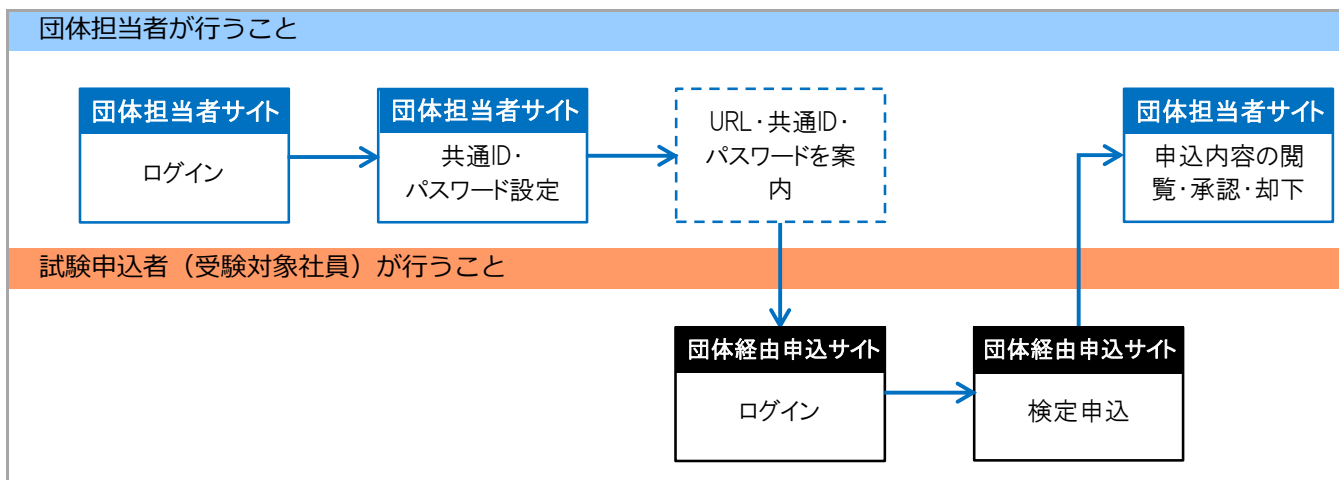 団体担当者が行うこと
団体担当者サイト
ログイン
団体担当者サイト
共通ID・
パスワード設定
URL・共通ID・
パスワードを案
内
団体担当者サイト
申込内容の閲
覧・承認・却下
試験申込者（受験対象社員）が行うこと
団体経由申込サイト
ログイン
団体経由申込サイト
検定申込